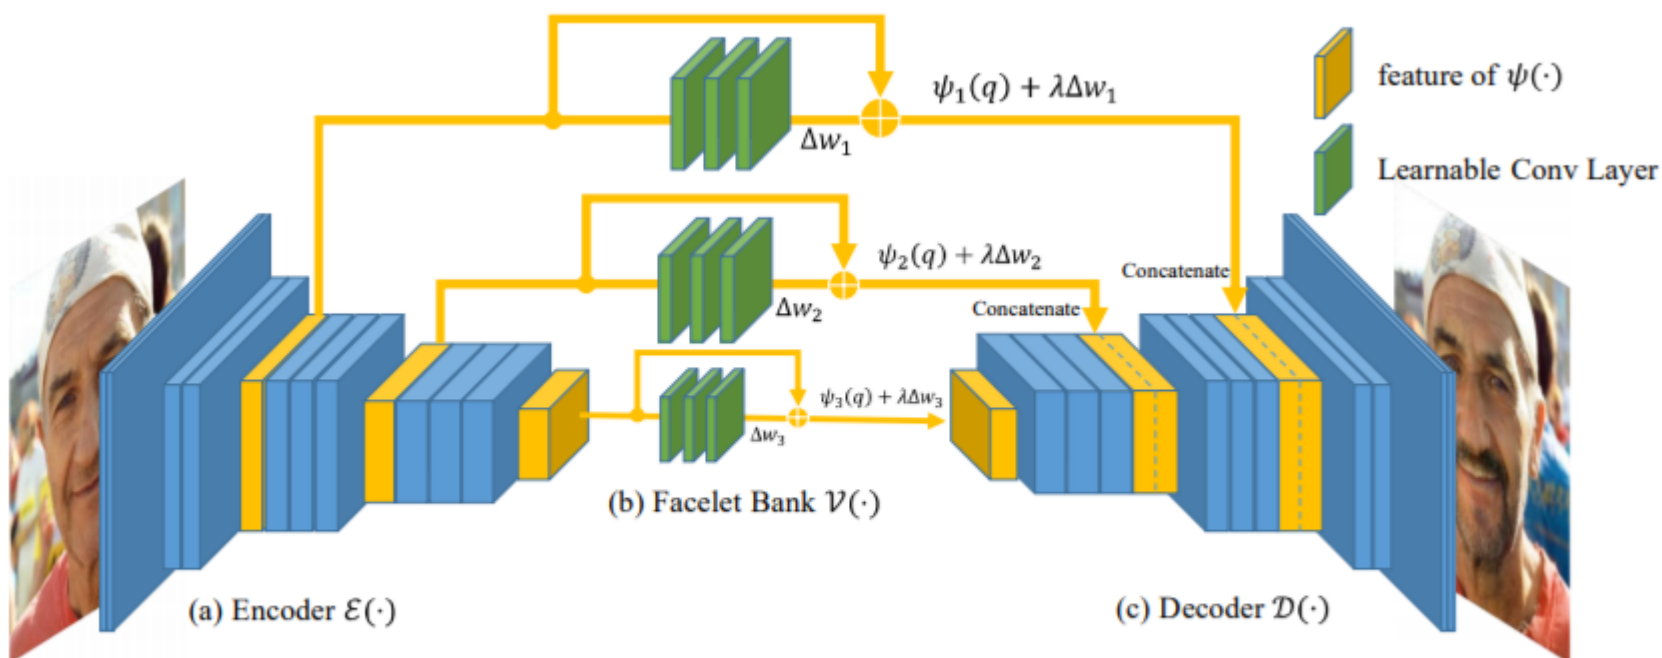 ψ₁(q) + λΔw₁
Δw₁
feature of ψ(·)
Learnable Conv Layer
ψ₂(q) + λΔw₂
Δw₂
Concatenate
Concatenate
ψ₃(q) + λΔw₃
Δw₃
(b) Facelet Bank 𝒱(·)
(a) Encoder ℰ(·)
(c) Decoder 𝒟(·)